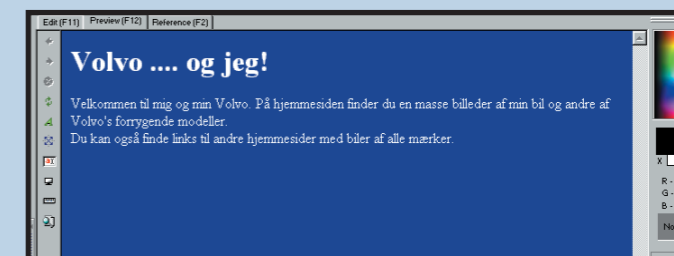 Edit (F11) Preview (F12) Reference (F2)
Volvo .... og jeg!
Velkommen til mig og min Volvo. På hjemmesiden finder du en masse billeder af min bil og andre af
Volvo's forrygende modeller.
Du kan også finde links til andre hjemmesider med biler af alle mærker.
X
R -
G -
B -